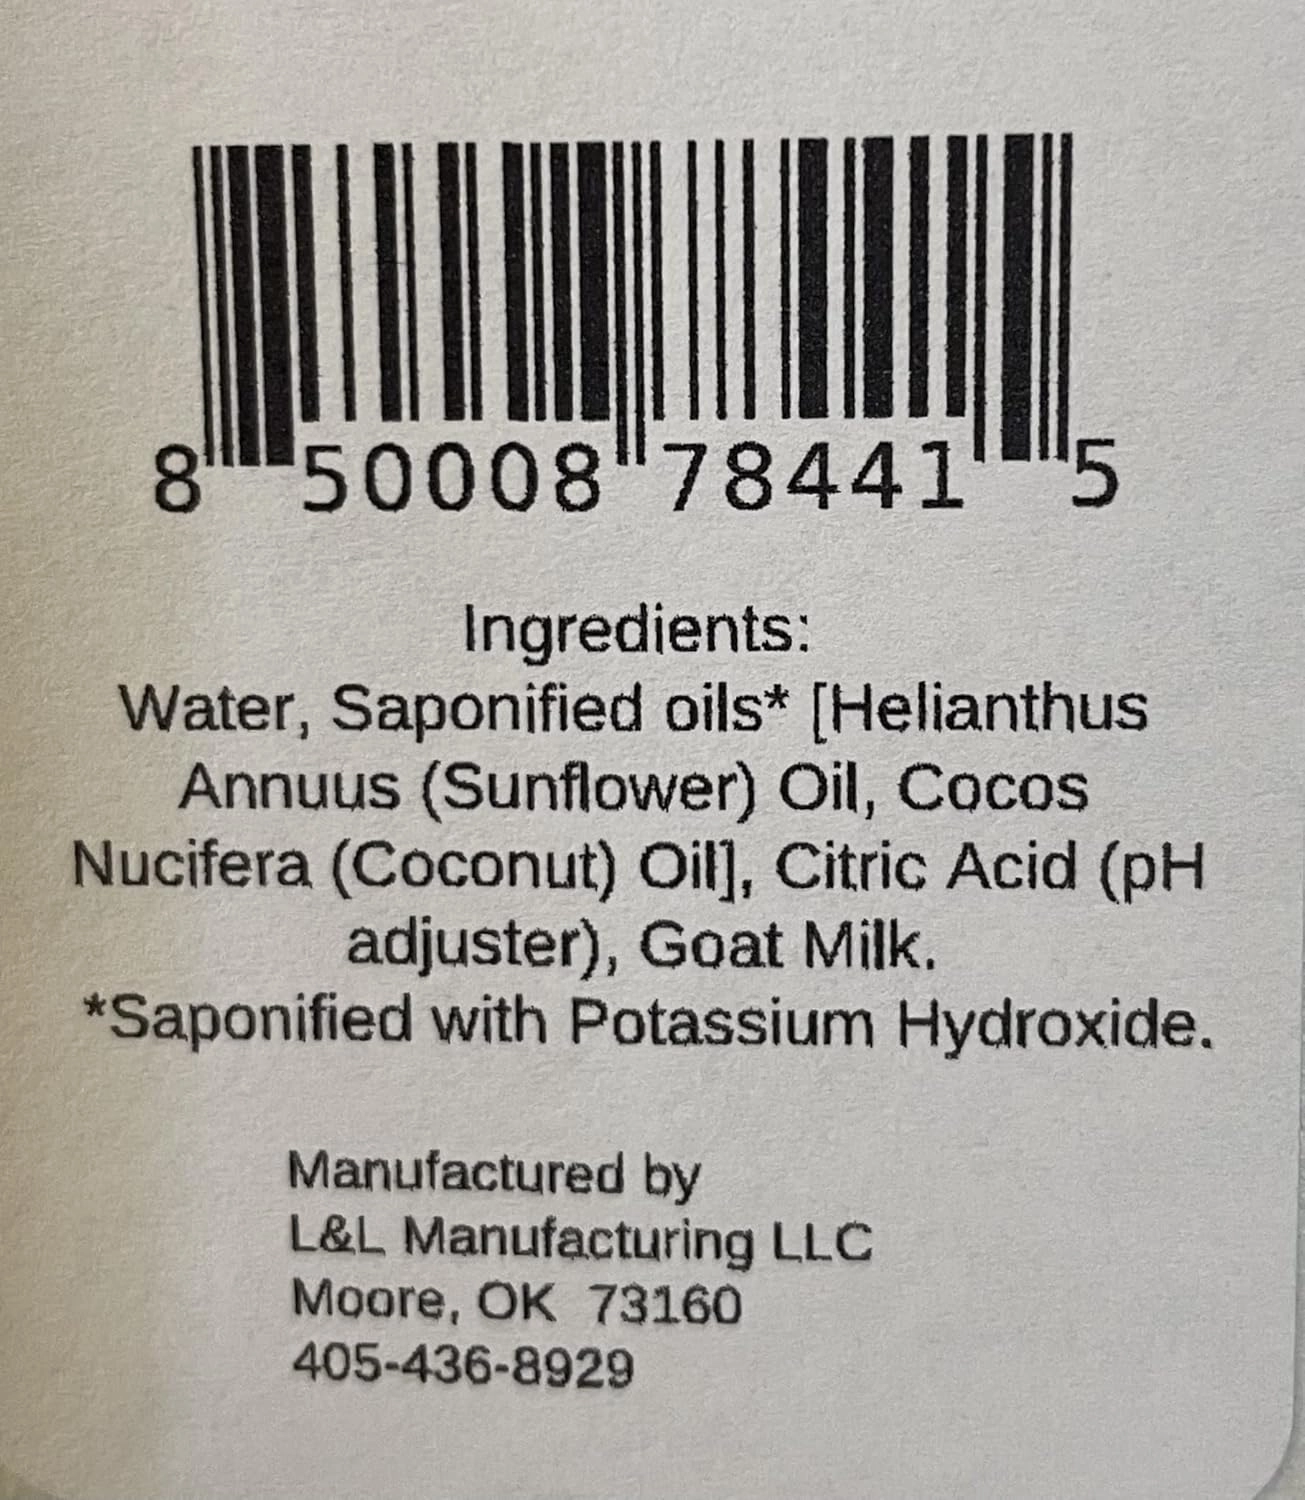 8 50008 78441 5
Ingredients:
Water, Saponified oils* [Helianthus
Annuus (Sunflower) Oil, Cocos
Nucifera (Coconut) Oil], Citric Acid (pH
adjuster), Goat Milk.
*Saponified with Potassium Hydroxide.
Manufactured by
L&L Manufacturing LLC
Moore, OK 73160
405-436-8929